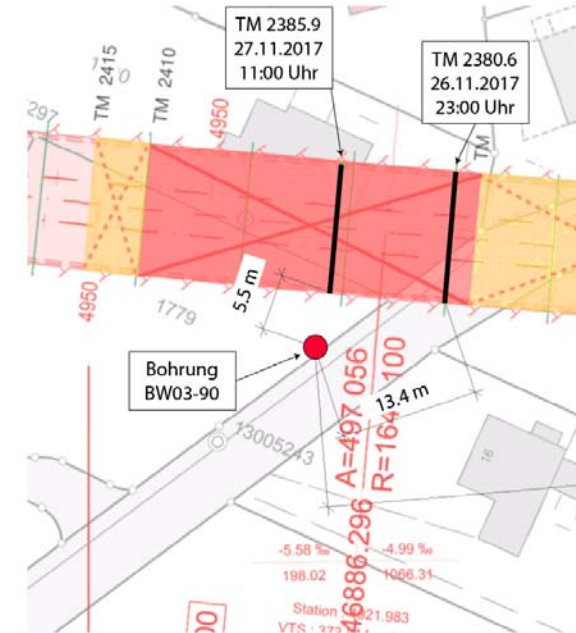 TM 2385.9
27.11.2017
11:00 Uhr
TM 2380.6
26.11.2017
23:00 Uhr
TM 2415
TM 2410
TM
297
4950
4950
1779
5.5 m
Bohrung
BW03-90
13.4 m
13005243
A=497 056
100
46886.296
16
-5.58 ‰
-4.99 ‰
198.02
1066.31
Station
VTS :
00